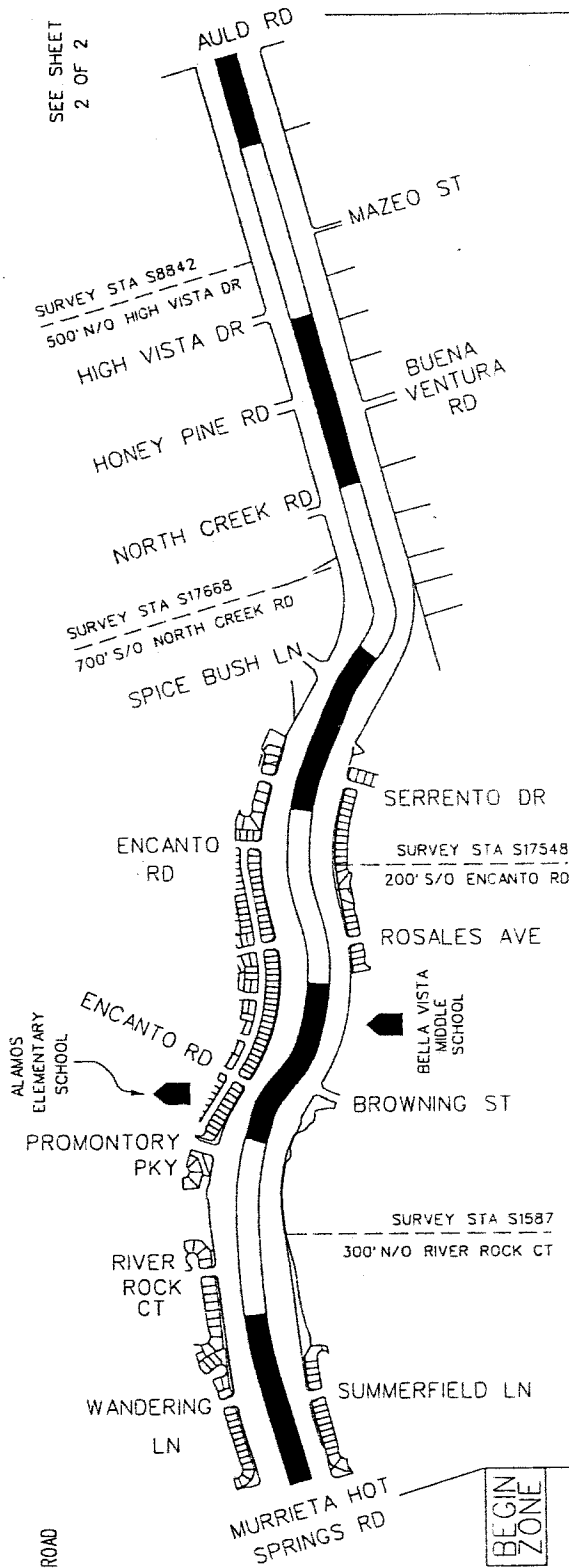 AULD RD
SEE SHEET
2 OF 2
MAZEO ST
SURVEY STA S8842
500' N/O HIGH VISTA DR
HIGH VISTA DR
BUENA
VENTURA
RD
HONEY PINE RD
NORTH CREEK RD
SURVEY STA S17668
700' S/O NORTH CREEK RD
SPICE BUSH LN
SERRENTO DR
ENCANTO
RD
SURVEY STA S17548
200' S/O ENCANTO RD
ROSALES AVE
ENCANTO RD
BELLA VISTA
MIDDLE
SCHOOL
ALAMOS
ELEMENTARY
SCHOOL
BROWNING ST
PROMONTORY
PKY
SURVEY STA S1587
300' N/O RIVER ROCK CT
RIVER
ROCK
CT
WANDERING
LN
SUMMERFIELD LN
MURRIETA HOT
SPRINGS RD
BEGIN
ZONE
ROAD